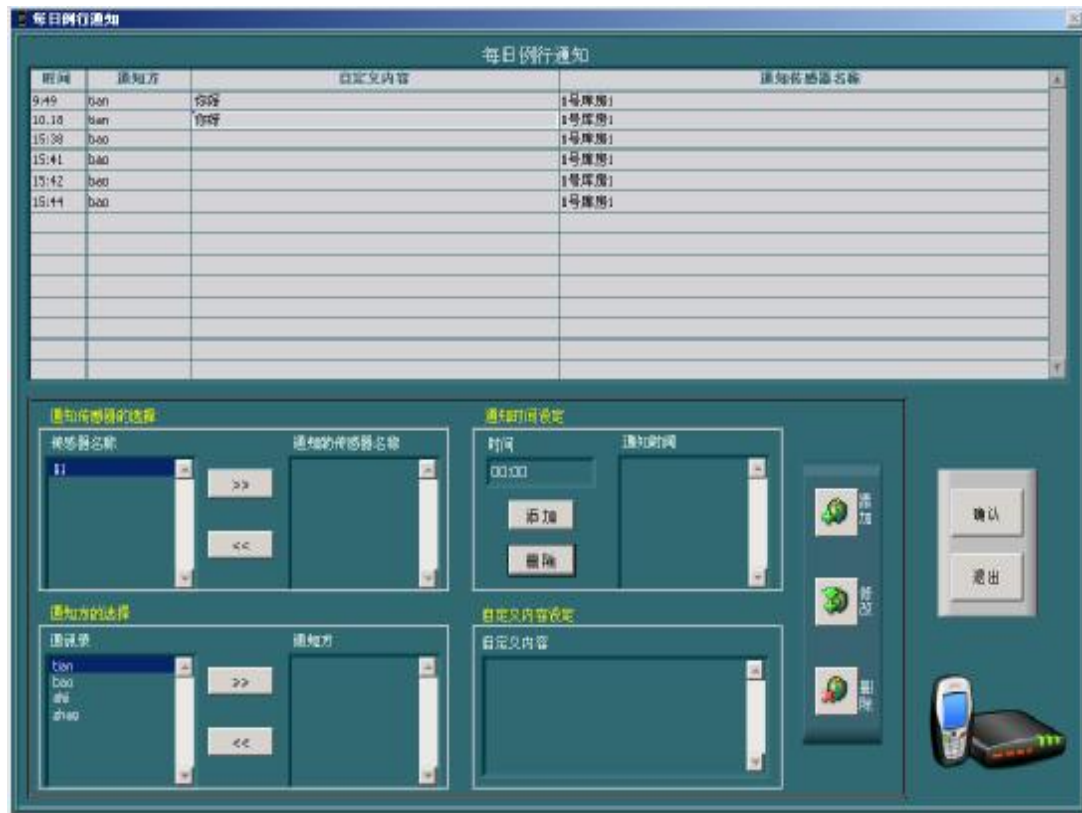 每日例行通知
每日例行通知
时间 通知方 自定义内容 通知传感器名称
9:49 tian 你好 1号库房1
10:18 tian 你好 1号库房1
15:38 bao 1号库房1
15:41 bao 1号库房1
15:42 bao 1号库房1
15:44 bao 1号库房1
通知传感器的选择
传感器名称 通知的传感器名称
>>
<<
通知时间设定
时间 通知时间
00:00
添加
删除
通知方的选择
通讯录 通知方
tian
bao
shi
zhao
>>
<<
自定义内容设定
自定义内容
添加
修改
删除
确认
退出